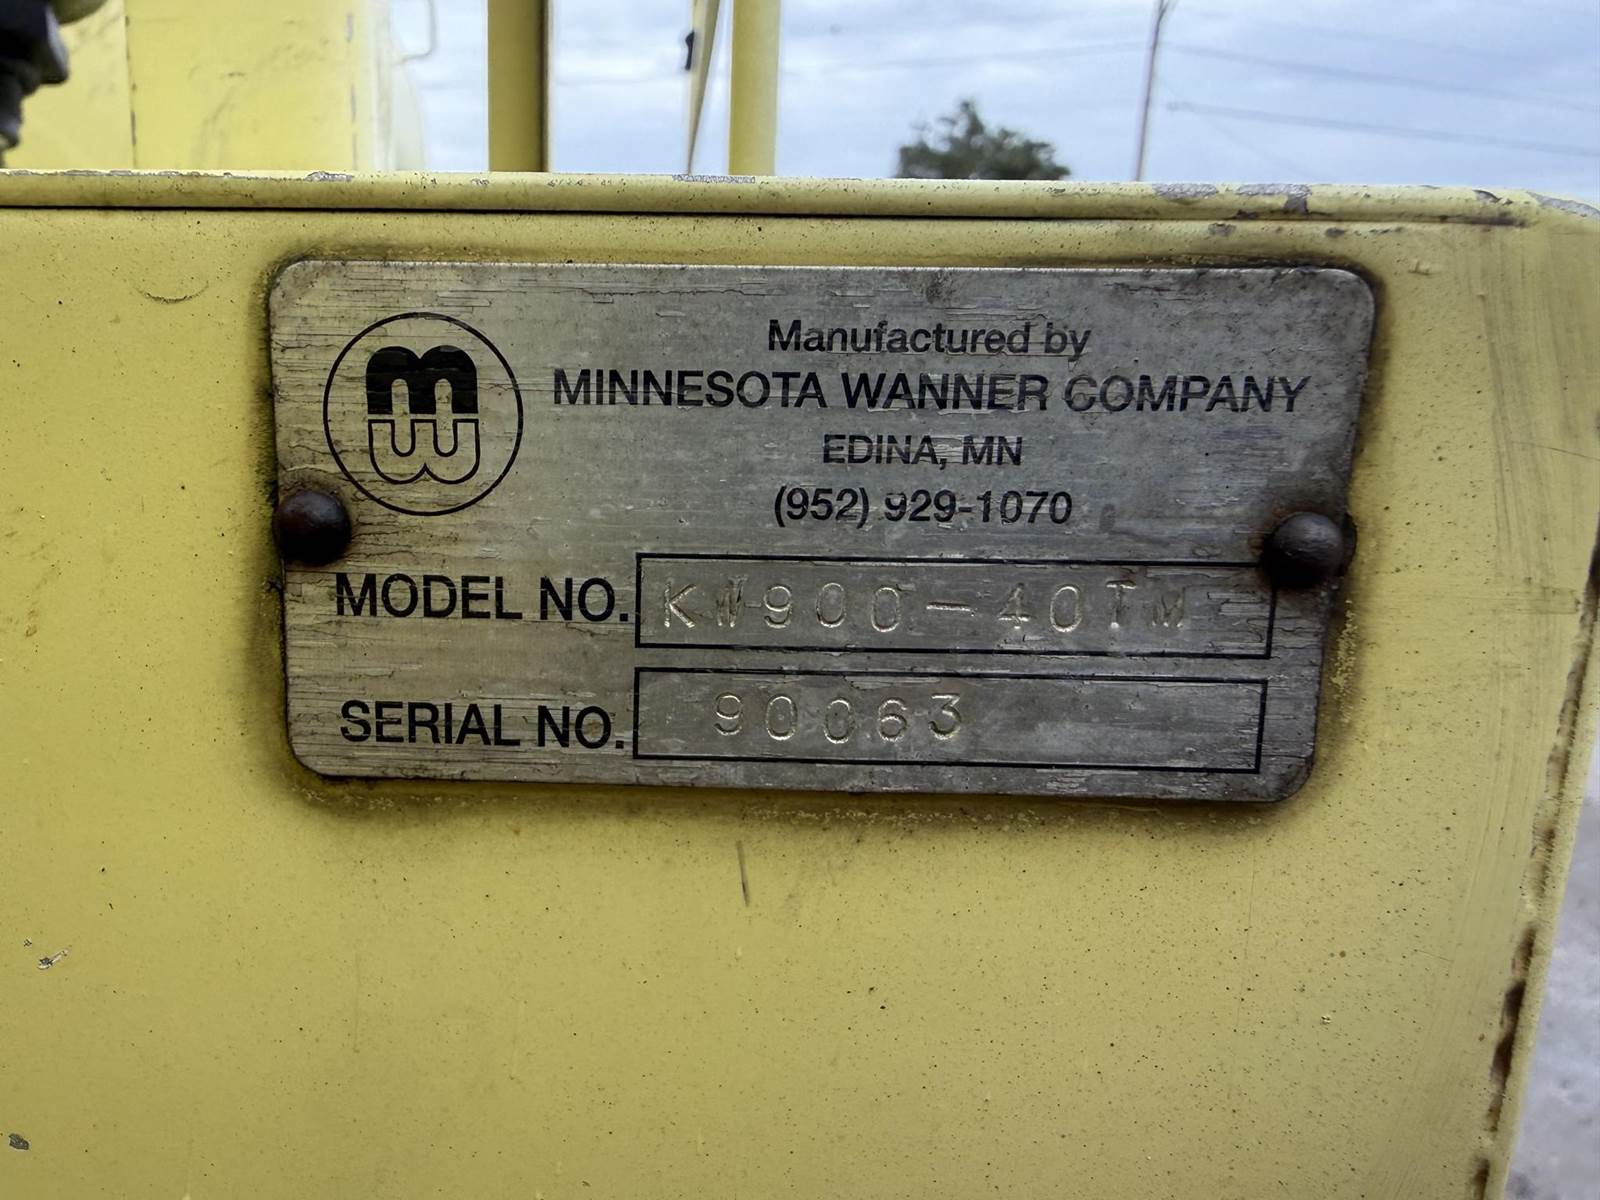 Manufactured by
MINNESOTA WANNER COMPANY
EDINA, MN
(952) 929-1070
MODEL NO. KW900-40TM
SERIAL NO. 90063